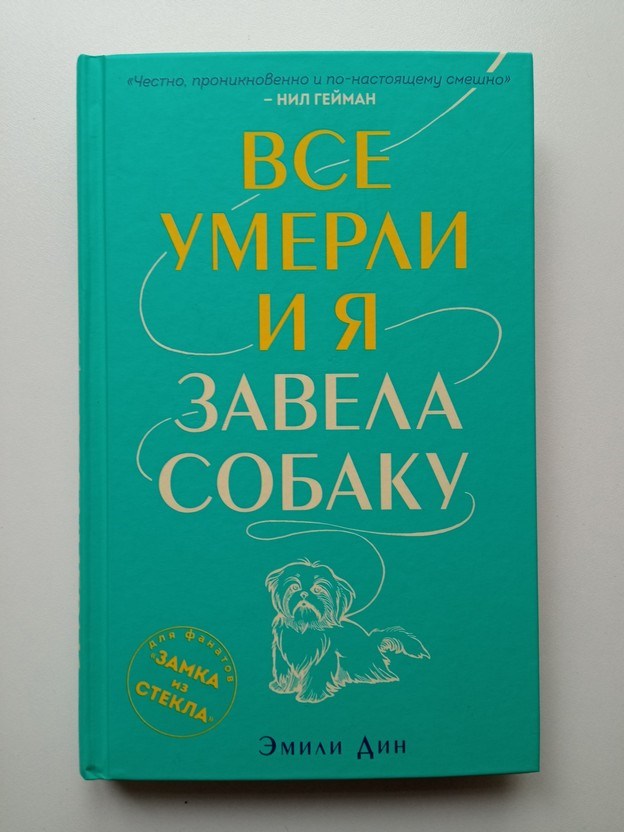 «Честно, проникновенно и по-настоящему смешно»
– НИЛ ГЕЙМАН
ВСЕ
УМЕРЛИ
И Я
ЗАВЕЛА
СОБАКУ
для фанатов
«ЗАМКА
ИЗ
СТЕКЛА»
Эмили Дин